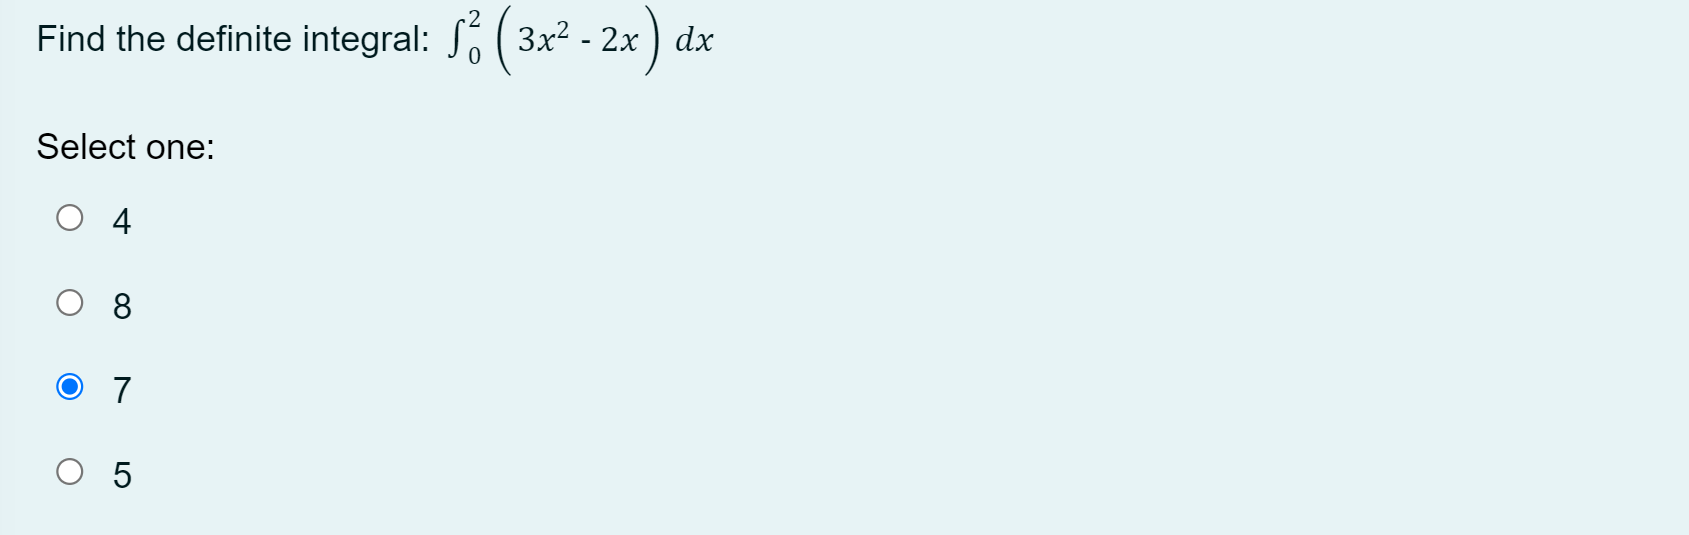 Find the definite integral: ∫₀² (3x² - 2x) dx
Select one:
4
8
7
5